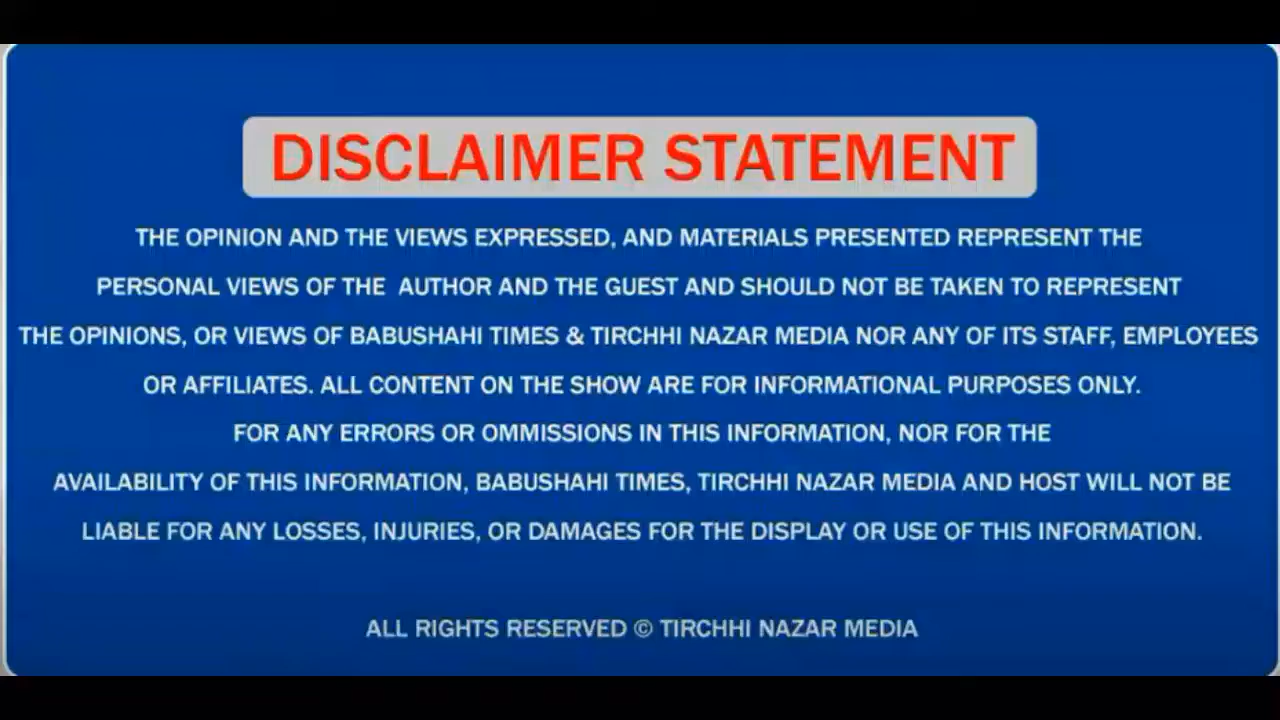 DISCLAIMER STATEMENT
THE OPINION AND THE VIEWS EXPRESSED, AND MATERIALS PRESENTED REPRESENT THE
PERSONAL VIEWS OF THE AUTHOR AND THE GUEST AND SHOULD NOT BE TAKEN TO REPRESENT
THE OPINIONS, OR VIEWS OF BABUSHAHI TIMES & TIRCHHI NAZAR MEDIA NOR ANY OF ITS STAFF, EMPLOYEES
OR AFFILIATES. ALL CONTENT ON THE SHOW ARE FOR INFORMATIONAL PURPOSES ONLY.
FOR ANY ERRORS OR OMMISSIONS IN THIS INFORMATION, NOR FOR THE
AVAILABILITY OF THIS INFORMATION, BABUSHAHI TIMES, TIRCHHI NAZAR MEDIA AND HOST WILL NOT BE
LIABLE FOR ANY LOSSES, INJURIES, OR DAMAGES FOR THE DISPLAY OR USE OF THIS INFORMATION.
ALL RIGHTS RESERVED © TIRCHHI NAZAR MEDIA